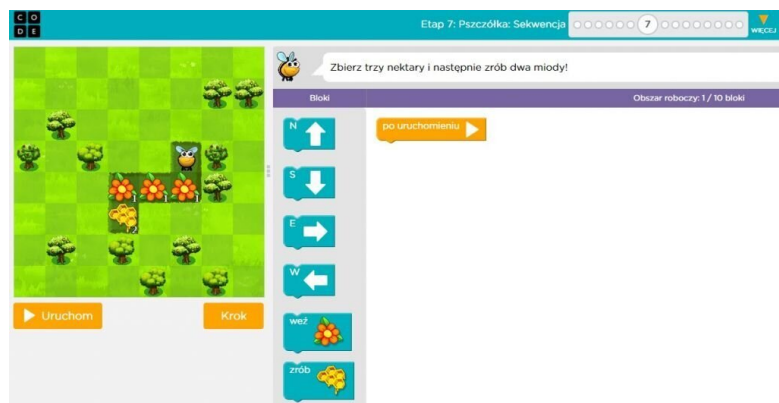 C O
D E
Etap 7: Pszczółka: Sekwencja
7
WIĘCEJ
Zbierz trzy nektary i następnie zrób dwa miody!
Bloki
Obszar roboczy: 1 / 10 bloki
po uruchomieniu
N
S
E
W
weź
zrób
1 1 1
2
Uruchom
Krok